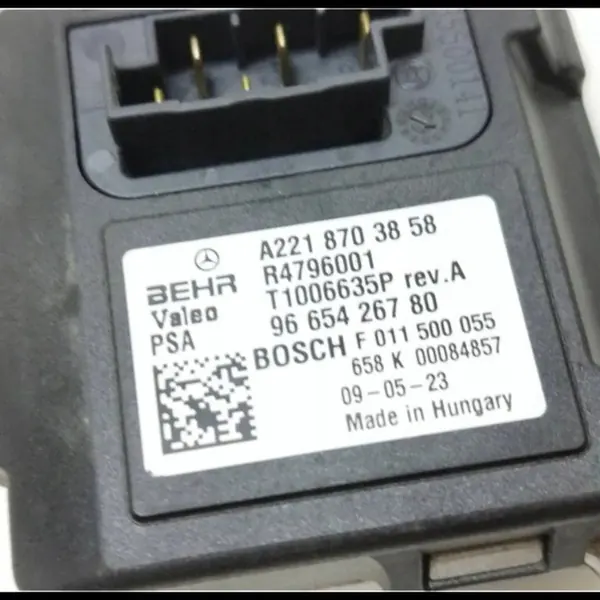 A221 870 38 58
BEHR R4796001
Valeo T1006635P rev.A
PSA 96 654 267 80
BOSCH F 011 500 055
658 K 00084857
09-05-23
Made in Hungary